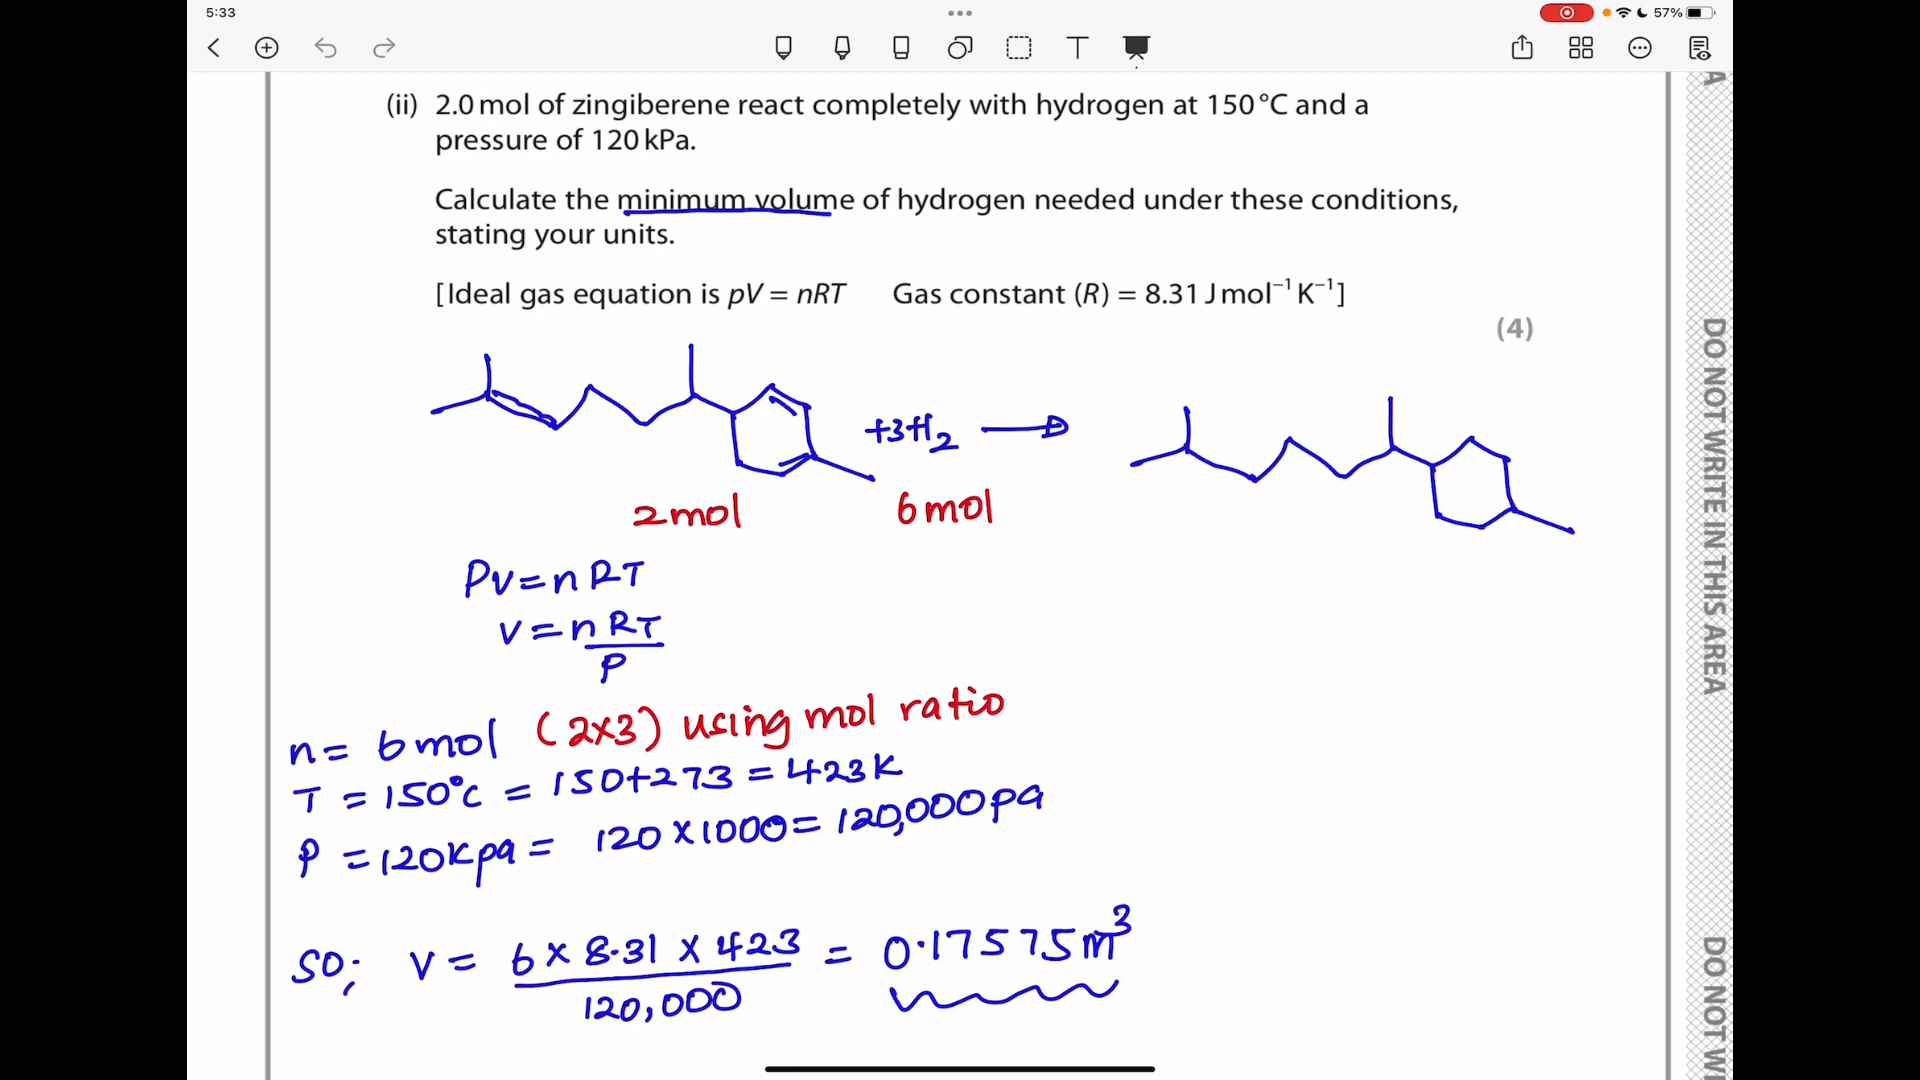 5:33
57%
(ii) 2.0 mol of zingiberene react completely with hydrogen at 150 °C and a
pressure of 120 kPa.
Calculate the minimum volume of hydrogen needed under these conditions,
stating your units.
[Ideal gas equation is pV = nRT Gas constant (R) = 8.31 J mol⁻¹ K⁻¹]
(4)
+3H₂
2mol 6mol
PV=nRT
V=nRT
P
n= 6mol (2×3) using mol ratio
T = 150°C = 150+273 = 423K
P = 120Kpa = 120×1000= 120,000pa
SO; V = 6 × 8.31 × 423 = 0.17575m³
120,000
A
DO NOT WRITE IN THIS AREA
DO NOT WI